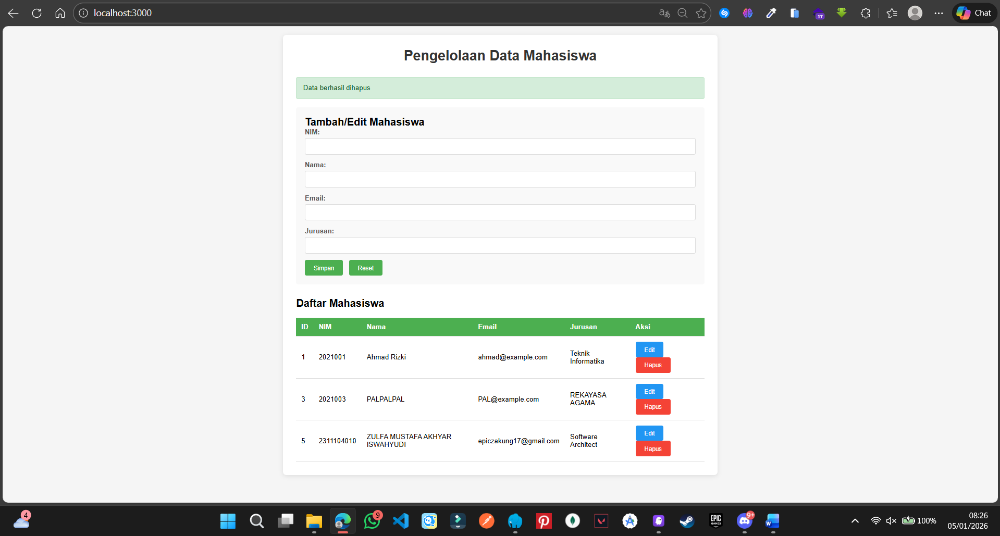 localhost:3000
17
Chat
Pengelolaan Data Mahasiswa
Data berhasil dihapus
Tambah/Edit Mahasiswa
NIM:
Nama:
Email:
Jurusan:
Simpan Reset
Daftar Mahasiswa
ID NIM Nama Email Jurusan Aksi
1 2021001 Ahmad Rizki ahmad@example.com Teknik Informatika Edit Hapus
3 2021003 PALPALPAL PAL@example.com REKAYASA AGAMA Edit Hapus
5 2311104010 ZULFA MUSTAFA AKHYAR ISWAHYUDI epiczakung17@gmail.com Software Architect Edit Hapus
4
9
EPIC
GAMES
9+
W
100%
08:26
05/01/2026